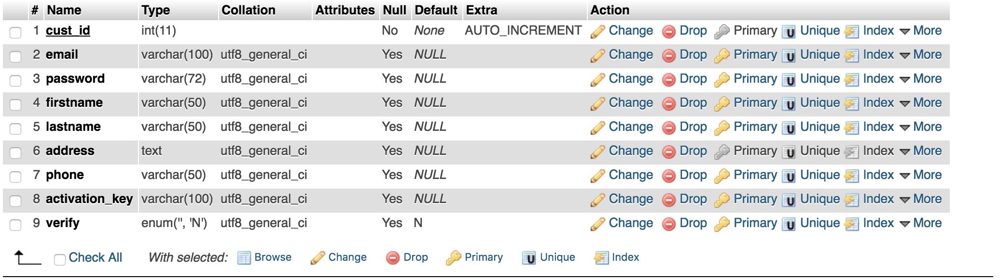 # Name Type Collation Attributes Null Default Extra Action
1 cust_id int(11) No None AUTO_INCREMENT Change Drop Primary Unique Index More
2 email varchar(100) utf8_general_ci Yes NULL Change Drop Primary Unique Index More
3 password varchar(72) utf8_general_ci Yes NULL Change Drop Primary Unique Index More
4 firstname varchar(50) utf8_general_ci Yes NULL Change Drop Primary Unique Index More
5 lastname varchar(50) utf8_general_ci Yes NULL Change Drop Primary Unique Index More
6 address text utf8_general_ci Yes NULL Change Drop Primary Unique Index More
7 phone varchar(50) utf8_general_ci Yes NULL Change Drop Primary Unique Index More
8 activation_key varchar(100) utf8_general_ci Yes NULL Change Drop Primary Unique Index More
9 verify enum('', 'N') utf8_general_ci Yes N Change Drop Primary Unique Index More
Check All With selected: Browse Change Drop Primary Unique Index